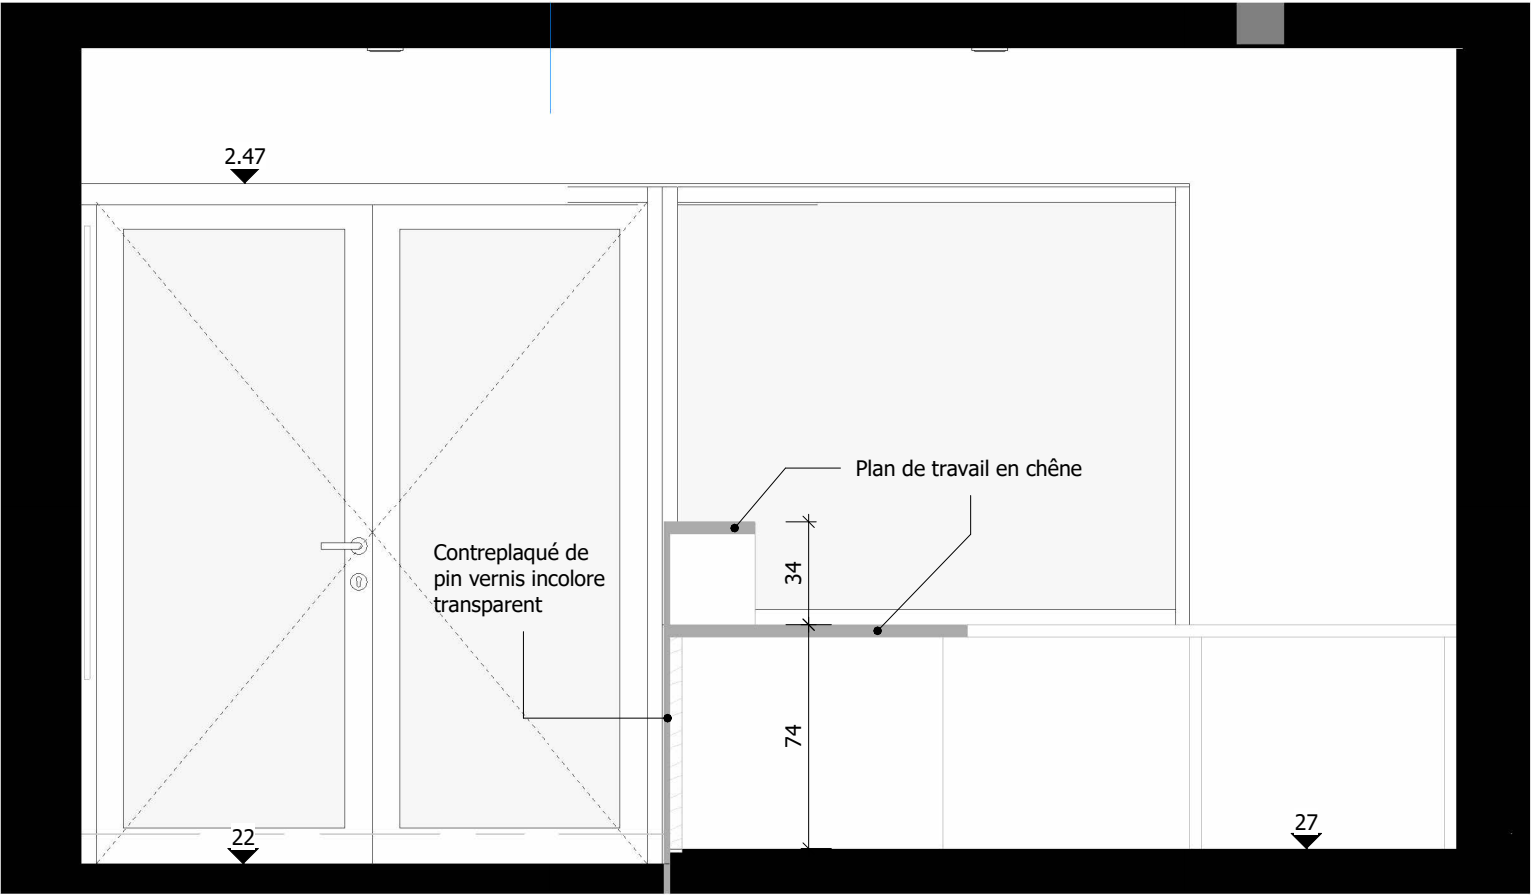 2.47
Plan de travail en chêne
Contreplaqué de
pin vernis incolore
transparent
34
74
22
27